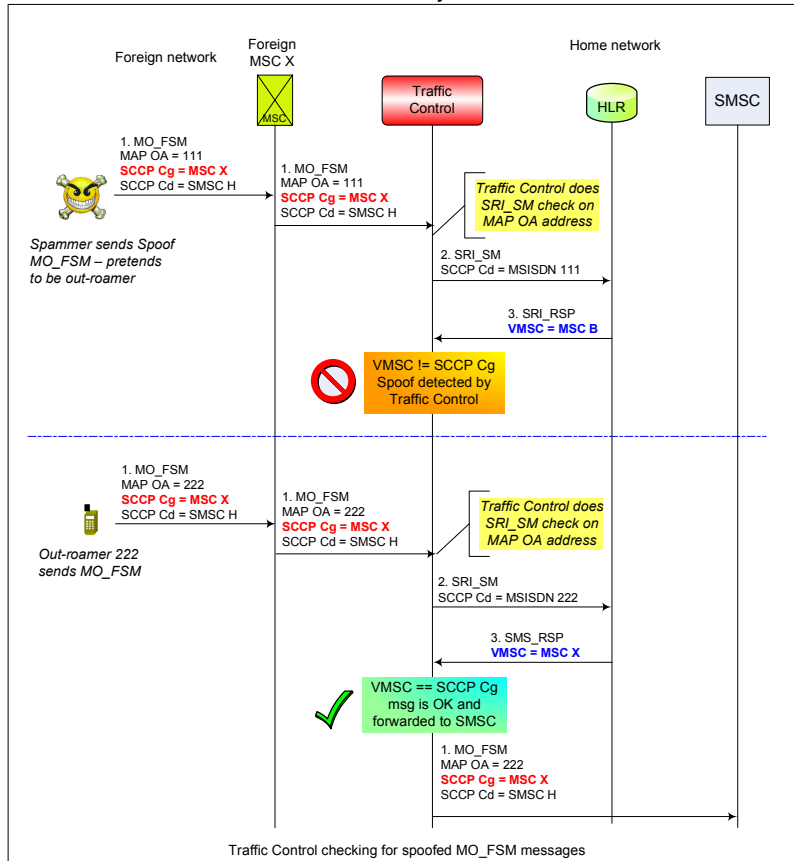 Foreign network
Foreign
MSC X
Home network
MSC
Traffic
Control
HLR
SMSC
1. MO_FSM
MAP OA = 111
SCCP Cg = MSC X
SCCP Cd = SMSC H
1. MO_FSM
MAP OA = 111
SCCP Cg = MSC X
SCCP Cd = SMSC H
Traffic Control does
SRI_SM check on
MAP OA address
Spammer sends Spoof
MO_FSM – pretends
to be out-roamer
2. SRI_SM
SCCP Cd = MSISDN 111
3. SRI_RSP
VMSC = MSC B
VMSC != SCCP Cg
Spoof detected by
Traffic Control
1. MO_FSM
MAP OA = 222
SCCP Cg = MSC X
SCCP Cd = SMSC H
1. MO_FSM
MAP OA = 222
SCCP Cg = MSC X
SCCP Cd = SMSC H
Traffic Control does
SRI_SM check on
MAP OA address
Out-roamer 222
sends MO_FSM
2. SRI_SM
SCCP Cd = MSISDN 222
3. SMS_RSP
VMSC = MSC X
VMSC == SCCP Cg
msg is OK and
forwarded to SMSC
1. MO_FSM
MAP OA = 222
SCCP Cg = MSC X
SCCP Cd = SMSC H
Traffic Control checking for spoofed MO_FSM messages